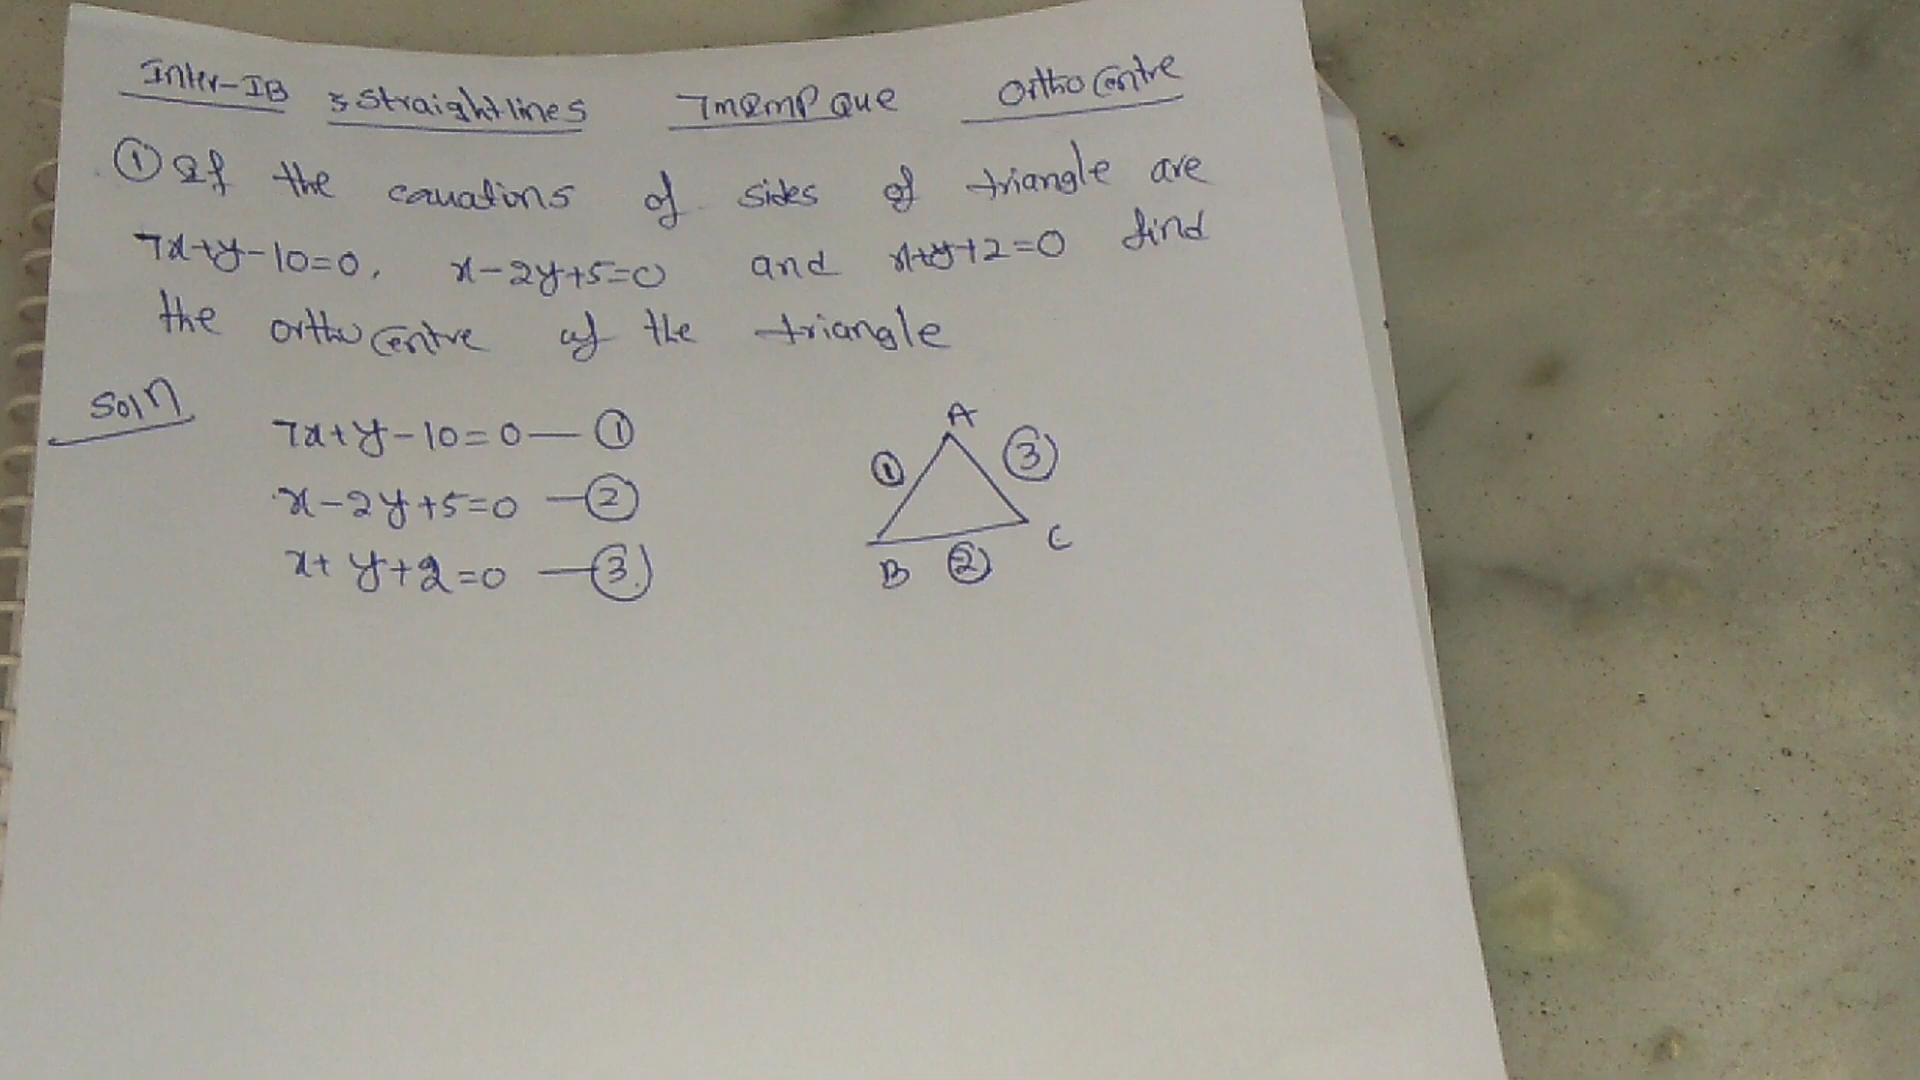 Inter-IB 3 Straight lines 7m Imp Que Ortho Centre
① If the equations of sides of triangle are
7x+y-10=0, x-2y+5=0 and x+y+2=0 find
the ortho centre of the triangle
Soln
7x+y-10=0 — ①
x-2y+5=0 — ②
x+y+2=0 — ③
A
① ③
B ② C